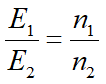 E₁/E₂ = n₁/n₂